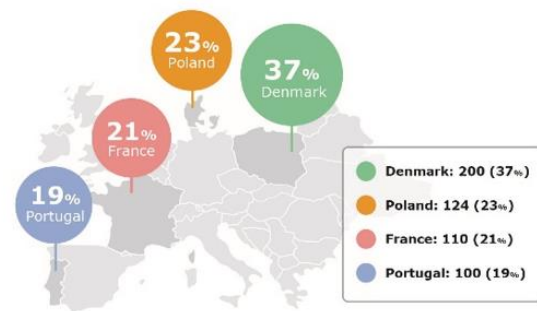 23%
Poland
37%
Denmark
21%
France
19%
Portugal
Denmark: 200 (37%)
Poland: 124 (23%)
France: 110 (21%)
Portugal: 100 (19%)